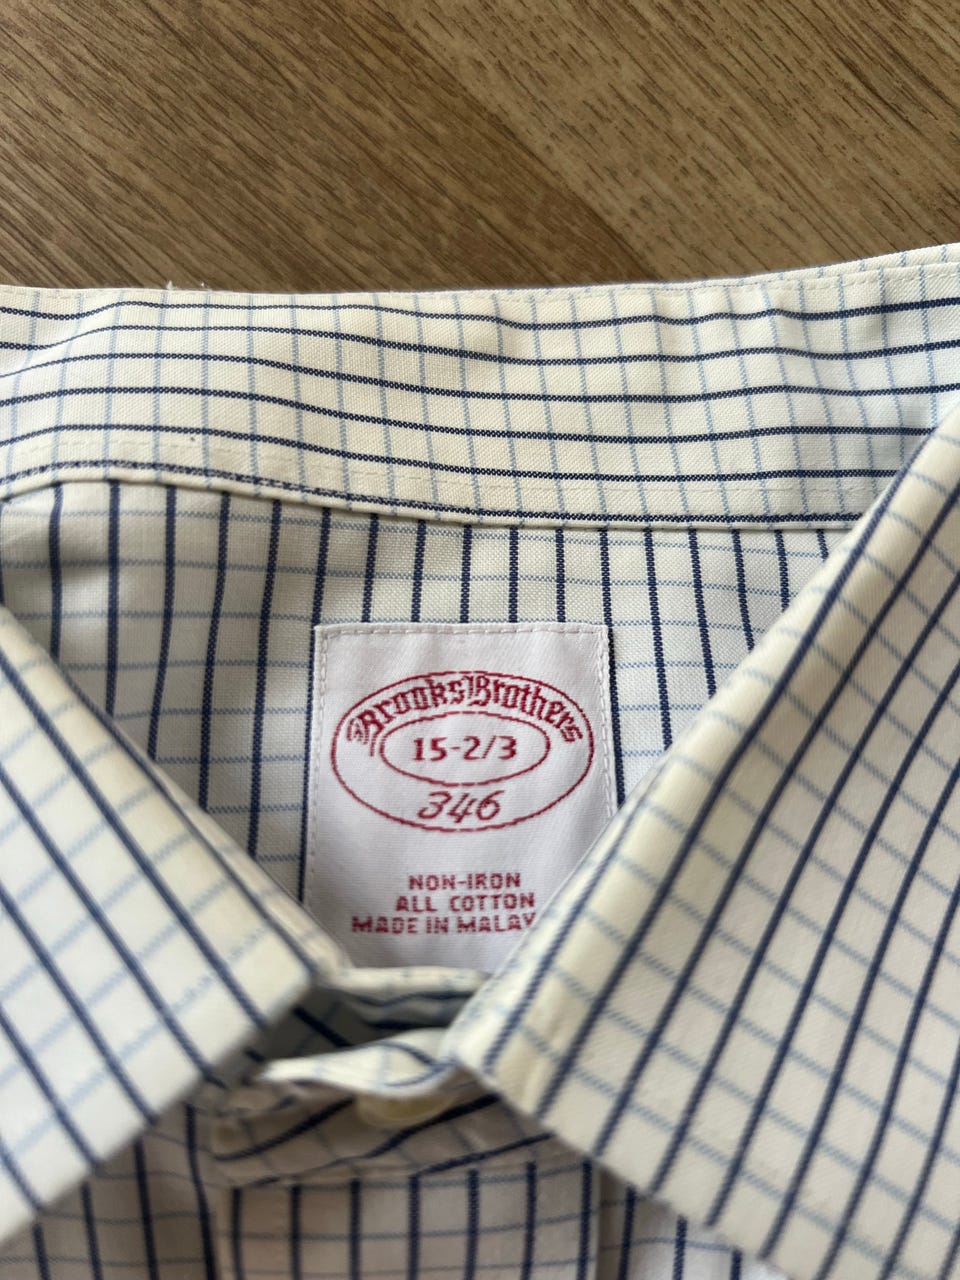 Brooks Brothers
15-2/3
346
NON-IRON
ALL COTTON
MADE IN MALAY